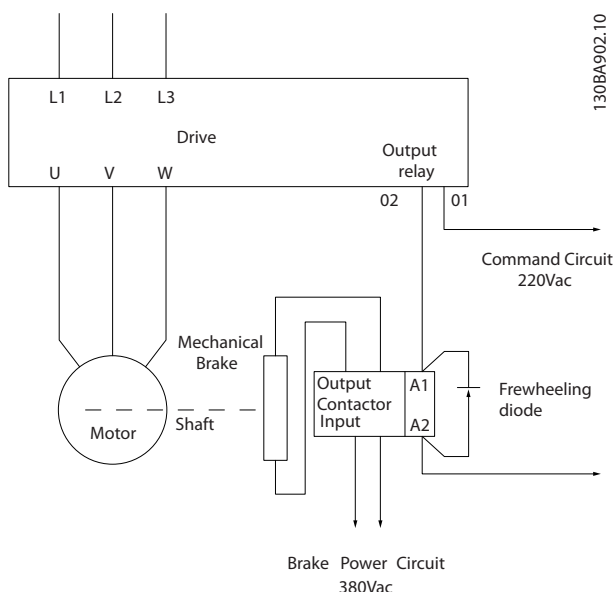 130BA902.10
L1 L2 L3
Drive
Output
relay
U V W
02 01
Command Circuit
220Vac
Mechanical
Brake
Output
Contactor
Input
A1
A2
Frewheeling
diode
Shaft
Motor
Brake Power Circuit
380Vac